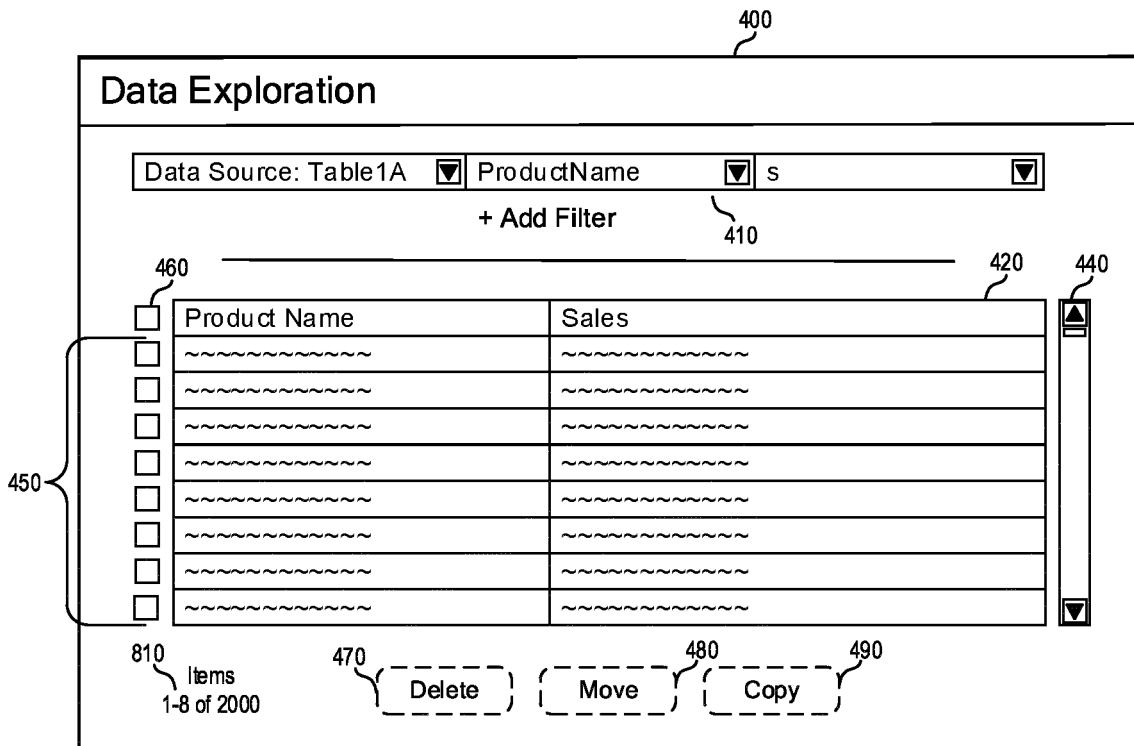 400
Data Exploration
Data Source: Table1A ProductName s
+ Add Filter 410
460 420 440
Product Name Sales
~~~~~~~~~~~~ ~~~~~~~~~~~~
~~~~~~~~~~~~ ~~~~~~~~~~~~
~~~~~~~~~~~~ ~~~~~~~~~~~~
~~~~~~~~~~~~ ~~~~~~~~~~~~
450
~~~~~~~~~~~~ ~~~~~~~~~~~~
~~~~~~~~~~~~ ~~~~~~~~~~~~
~~~~~~~~~~~~ ~~~~~~~~~~~~
~~~~~~~~~~~~ ~~~~~~~~~~~~
810 470 480 490
Items
1-8 of 2000
Delete Move Copy